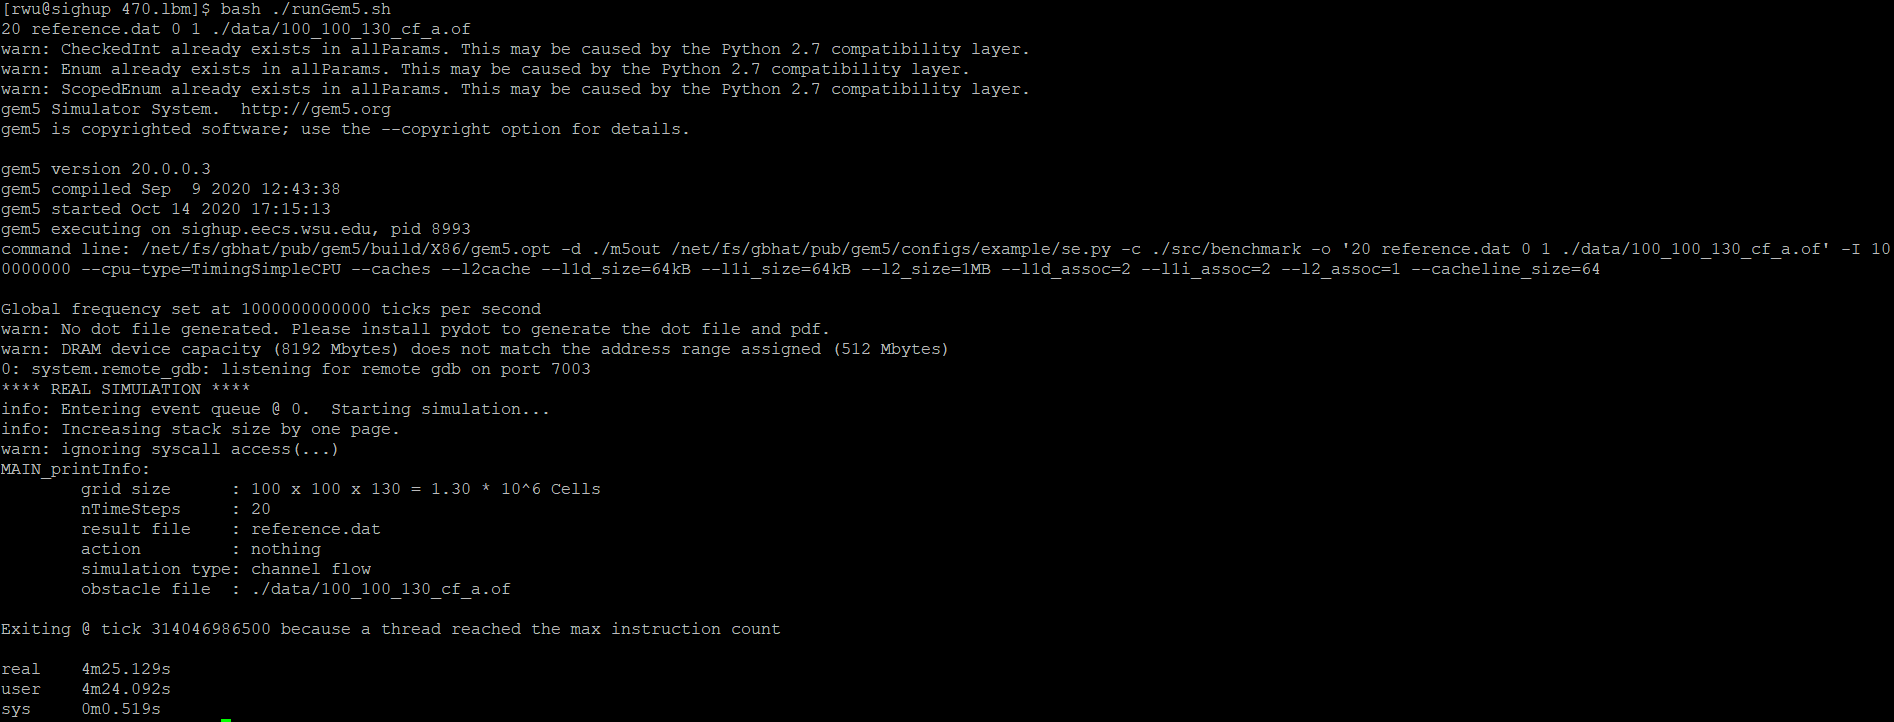 [rwu@sighup 470.lbm]$ bash ./runGem5.sh
20 reference.dat 0 1 ./data/100_100_130_cf_a.of
warn: CheckedInt already exists in allParams. This may be caused by the Python 2.7 compatibility layer.
warn: Enum already exists in allParams. This may be caused by the Python 2.7 compatibility layer.
warn: ScopedEnum already exists in allParams. This may be caused by the Python 2.7 compatibility layer.
gem5 Simulator System.  http://gem5.org
gem5 is copyrighted software; use the --copyright option for details.

gem5 version 20.0.0.3
gem5 compiled Sep  9 2020 12:43:38
gem5 started Oct 14 2020 17:15:13
gem5 executing on sighup.eecs.wsu.edu, pid 8993
command line: /net/fs/gbhat/pub/gem5/build/X86/gem5.opt -d ./m5out /net/fs/gbhat/pub/gem5/configs/example/se.py -c ./src/benchmark -o '20 reference.dat 0 1 ./data/100_100_130_cf_a.of' -I 10
0000000 --cpu-type=TimingSimpleCPU --caches --l2cache --l1d_size=64kB --l1i_size=64kB --l2_size=1MB --l1d_assoc=2 --l1i_assoc=2 --l2_assoc=1 --cacheline_size=64

Global frequency set at 1000000000000 ticks per second
warn: No dot file generated. Please install pydot to generate the dot file and pdf.
warn: DRAM device capacity (8192 Mbytes) does not match the address range assigned (512 Mbytes)
0: system.remote_gdb: listening for remote gdb on port 7003
**** REAL SIMULATION ****
info: Entering event queue @ 0.  Starting simulation...
info: Increasing stack size by one page.
warn: ignoring syscall access(...)
MAIN_printInfo:
        grid size      : 100 x 100 x 130 = 1.30 * 10^6 Cells
        nTimeSteps     : 20
        result file    : reference.dat
        action         : nothing
        simulation type: channel flow
        obstacle file  : ./data/100_100_130_cf_a.of

Exiting @ tick 314046986500 because a thread reached the max instruction count

real    4m25.129s
user    4m24.092s
sys     0m0.519s